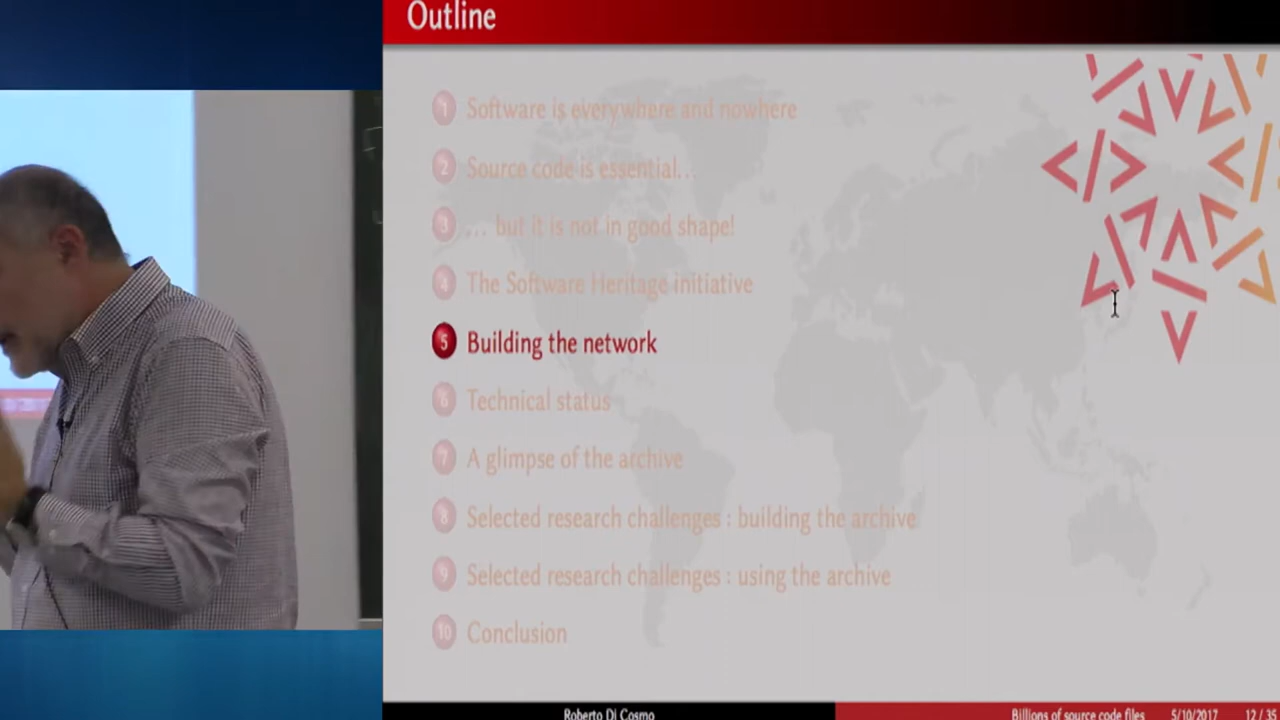 Outline
1 Software is everywhere and nowhere
2 Source code is essential...
3 ... but it is not in good shape!
4 The Software Heritage initiative
5 Building the network
6 Technical status
7 A glimpse of the archive
8 Selected research challenges : building the archive
9 Selected research challenges : using the archive
10 Conclusion
Roberto Di Cosmo
Billions of source code files 5/10/2017 12 / 35